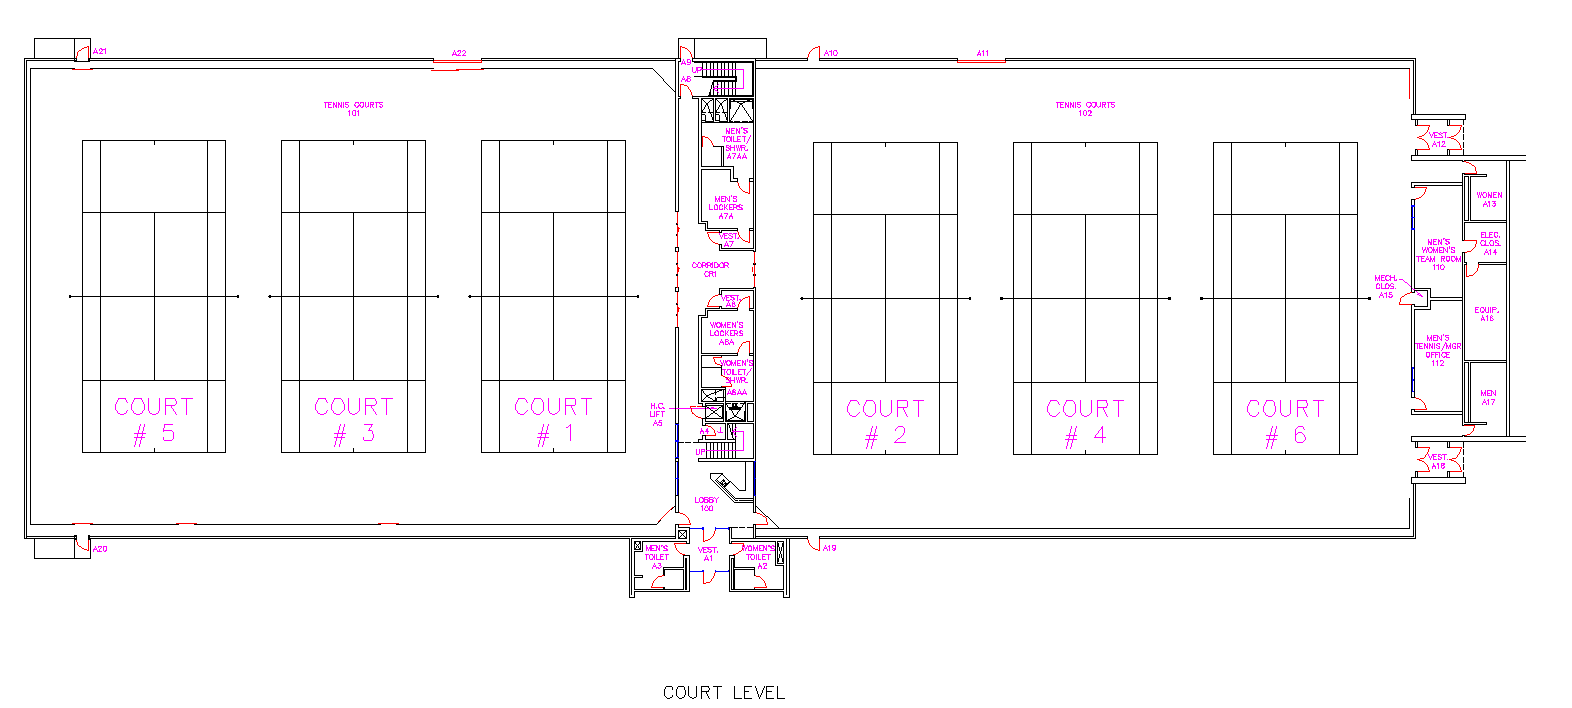 A21
A22
A9
UP
A8
A10
A11
TENNIS COURTS
101
TENNIS COURTS
102
MEN'S
TOILET/
SHWR.
A7AA
VEST.
A12
MEN'S
LOCKERS
A7A
WOMEN
A13
VEST.
A7
ELEC.
CLOS.
A14
MEN'S
WOMEN'S
TEAM ROOM
110
CORRIDOR
CR1
MECH.
CLOS.
A15
VEST.
A6
EQUIP.
A16
WOMEN'S
LOCKERS
A6A
MEN'S
TENNIS/MGR
OFFICE
112
WOMEN'S
TOILET/
SHWR.
A6AA
MEN
A17
H.C.
LIFT
A5
A4
UP
COURT
# 5
COURT
# 3
COURT
# 1
COURT
# 2
COURT
# 4
COURT
# 6
VEST.
A18
LOBBY
100
A20
MEN'S
TOILET
A3
VEST.
A1
WOMEN'S
TOILET
A2
A19
COURT LEVEL